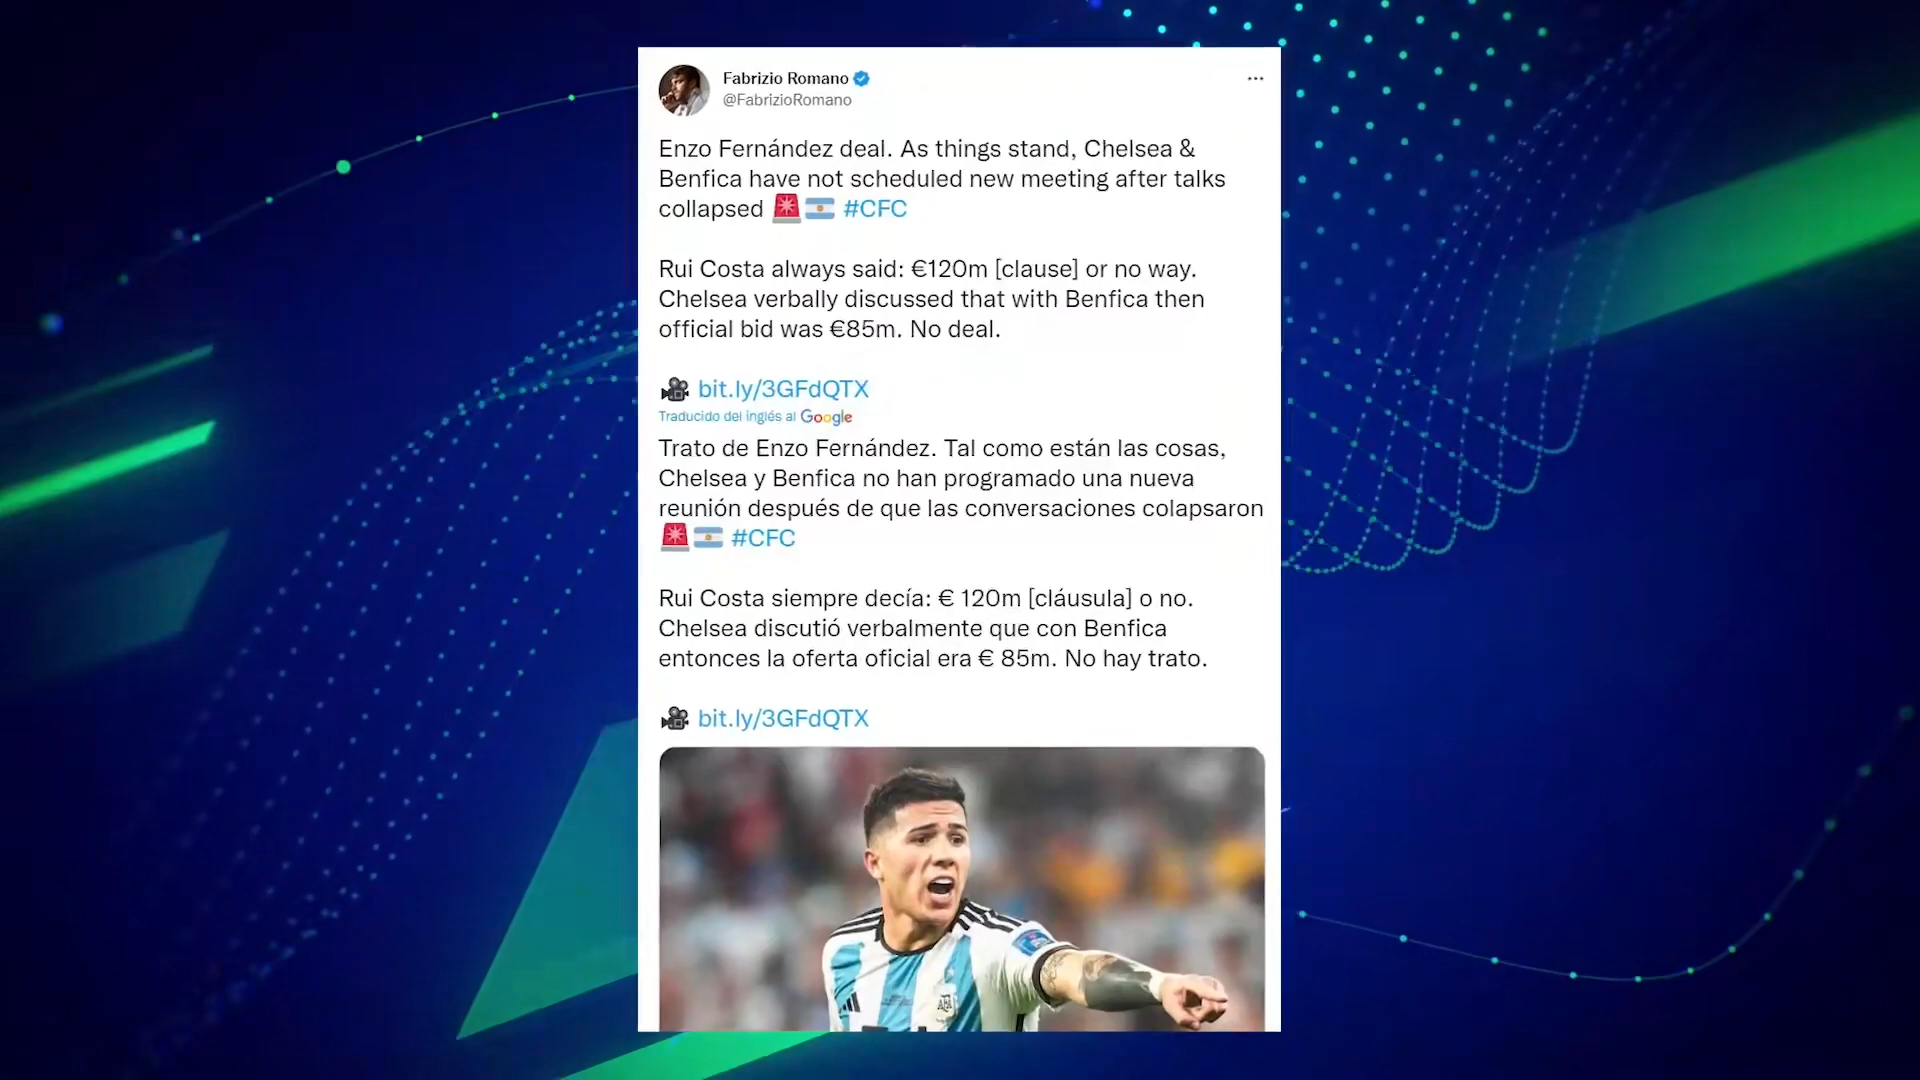 Fabrizio Romano
@FabrizioRomano
Enzo Fernández deal. As things stand, Chelsea &
Benfica have not scheduled new meeting after talks
collapsed 🚨🇦🇷 #CFC
Rui Costa always said: €120m [clause] or no way.
Chelsea verbally discussed that with Benfica then
official bid was €85m. No deal.
🎥 bit.ly/3GFdQTX
Traducido del inglés al Google
Trato de Enzo Fernández. Tal como están las cosas,
Chelsea y Benfica no han programado una nueva
reunión después de que las conversaciones colapsaron
🚨🇦🇷 #CFC
Rui Costa siempre decía: € 120m [cláusula] o no.
Chelsea discutió verbalmente que con Benfica
entonces la oferta oficial era € 85m. No hay trato.
🎥 bit.ly/3GFdQTX
AFA